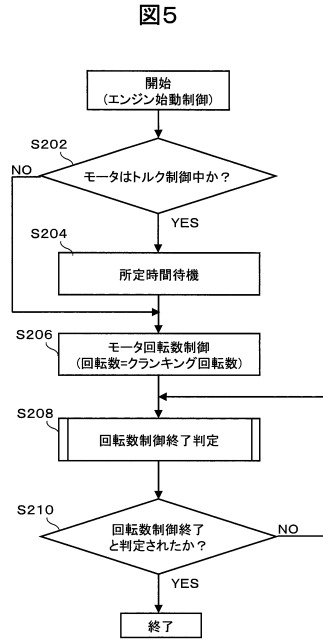 図5
開始
(エンジン始動制御)
S202
モータはトルク制御中か?
NO
YES
S204
所定時間待機
S206
モータ回転数制御
(回転数=クランキング回転数)
S208
回転数制御終了判定
S210
回転数制御終了
と判定されたか?
NO
YES
終了